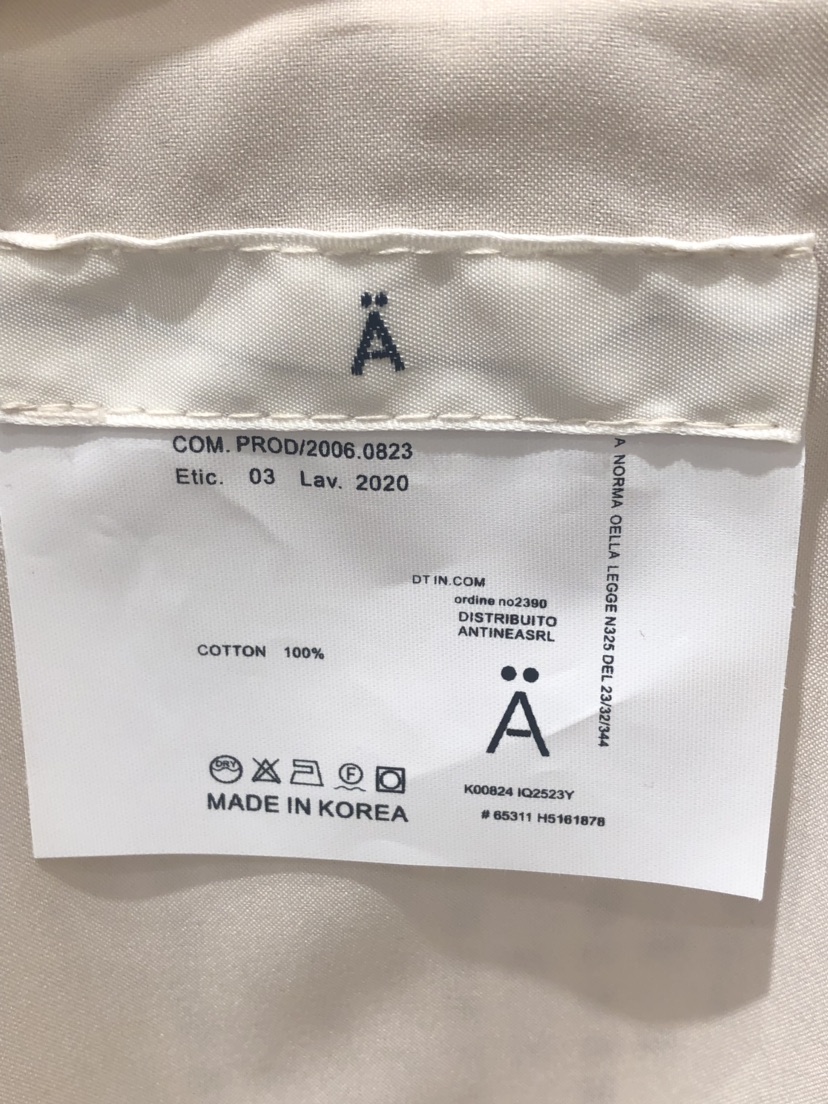 Ä
COM. PROD/2006.0823
Etic. 03 Lav. 2020
A NORMA OELLA LEGGE N325 DEL 23/32/344
DT IN.COM
ordine no2390
DISTRIBUITO
ANTINEASRL
COTTON 100%
Ä
DRY
F
MADE IN KOREA
K00824 IQ2523Y
# 65311 H5161878